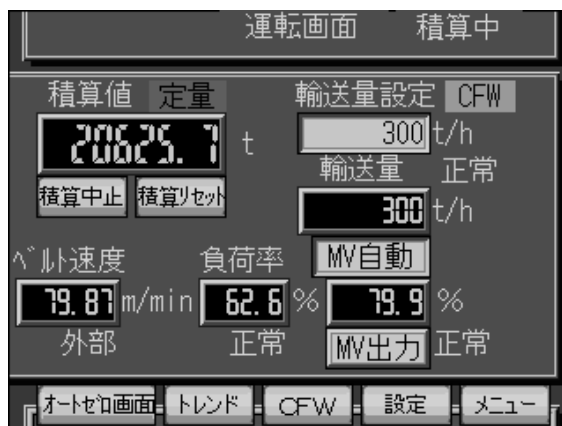 運転画面 積算中
積算値 定量 輸送量設定 CFW
20625.7 t 300 t/h
輸送量 正常
積算中止 積算ﾘｾｯﾄ 300 t/h
ﾍﾞﾙﾄ速度 負荷率 MV自動
79.87 m/min 62.6 % 79.9 %
外部 正常 MV出力 正常
ｵｰﾄｾﾞﾛ画面 トレンド CFW 設定 メニュー